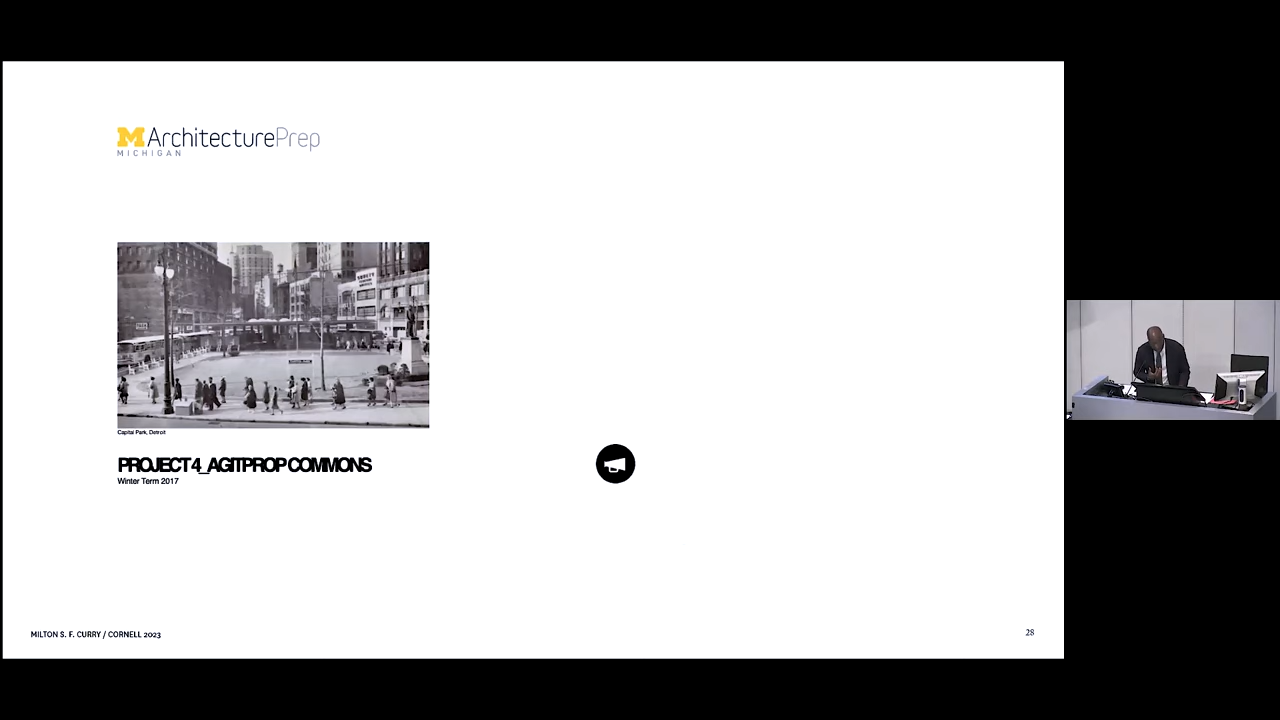 M ArchitecturePrep
MICHIGAN
Capital Park, Detroit
PROJECT 4_AGITPROP COMMONS
Winter Term 2017
MILTON S. F. CURRY / CORNELL 2023
28